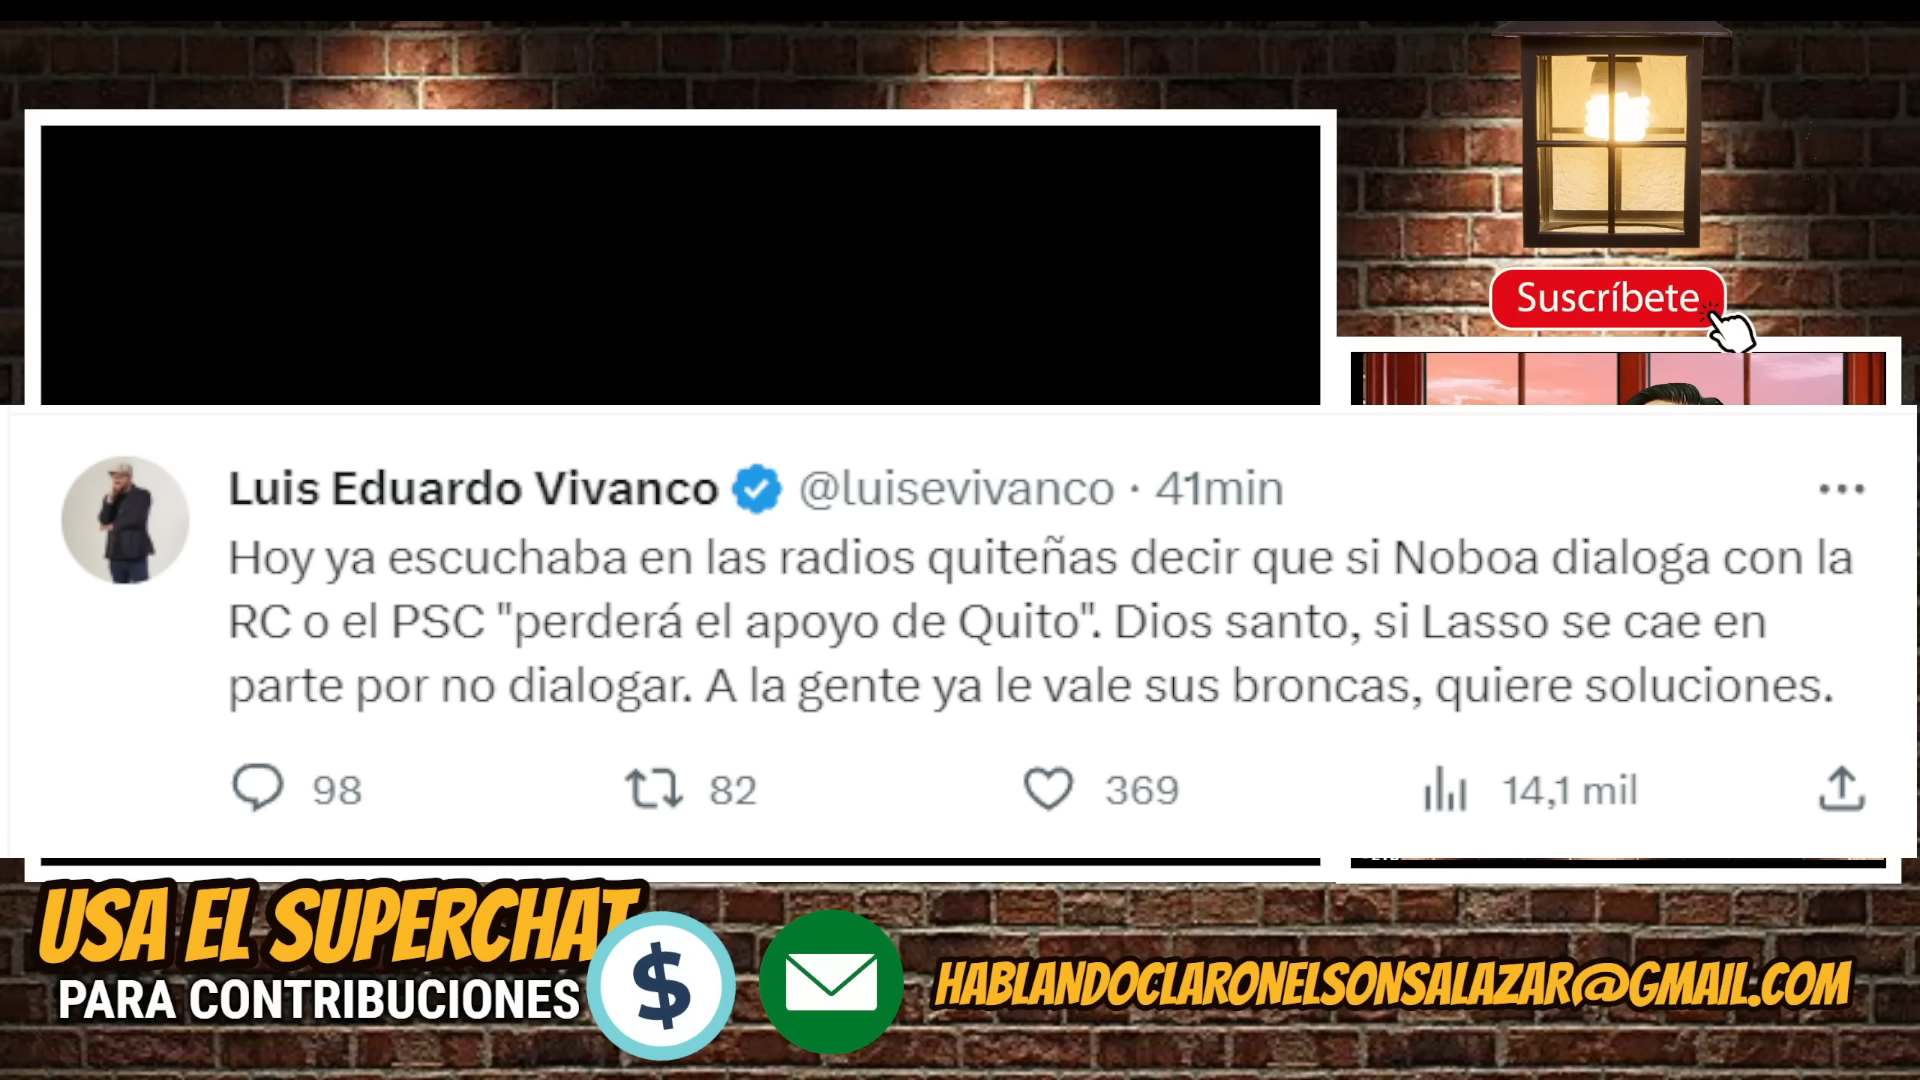 Suscríbete
Luis Eduardo Vivanco @luisevivanco · 41min
Hoy ya escuchaba en las radios quiteñas decir que si Noboa dialoga con la
RC o el PSC "perderá el apoyo de Quito". Dios santo, si Lasso se cae en
parte por no dialogar. A la gente ya le vale sus broncas, quiere soluciones.
98 82 369 14,1 mil
USA EL SUPERCHAT
PARA CONTRIBUCIONES
$
HABLANDOCLARONELSONSALAZAR@GMAIL.COM